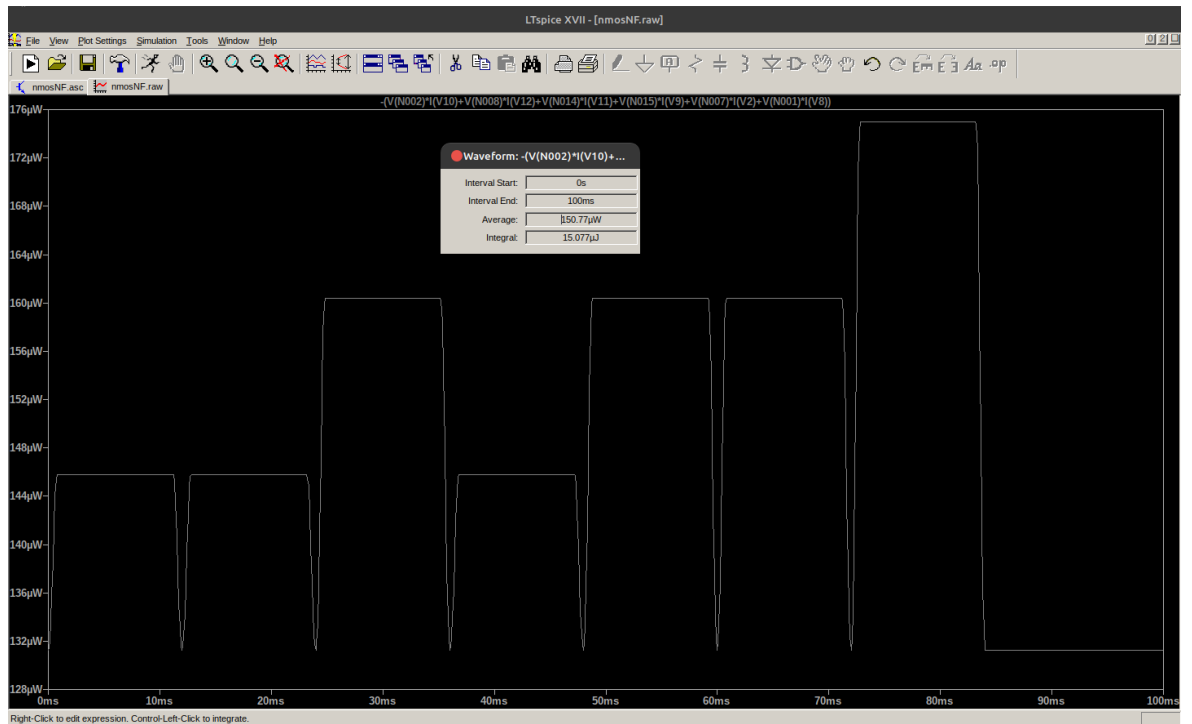 LTspice XVII - [nmosNF.raw]
File View Plot Settings Simulation Tools Window Help
nmosNF.asc nmosNF.raw
-(V(N002)*I(V10)+V(N008)*I(V12)+V(N014)*I(V11)+V(N015)*I(V9)+V(N007)*I(V2)+V(N001)*I(V8))
176µW
172µW
168µW
164µW
160µW
156µW
152µW
148µW
144µW
140µW
136µW
132µW
128µW
Waveform: -(V(N002)*I(V10)+...
Interval Start: 0s
Interval End: 100ms
Average: 150.77µW
Integral: 15.077µJ
0ms 10ms 20ms 30ms 40ms 50ms 60ms 70ms 80ms 90ms 100ms
Right-Click to edit expression. Control-Left-Click to integrate.